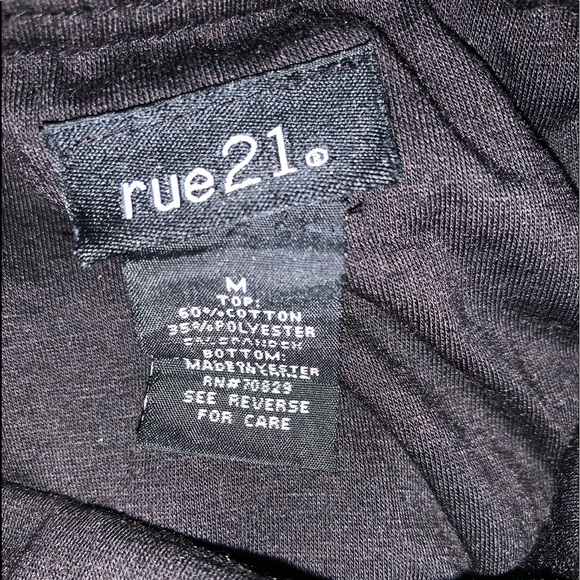 rue21®
M
TOP:
60%COTTON
35%POLYESTER
BOTTOM:
RN#70829
SEE REVERSE
FOR CARE